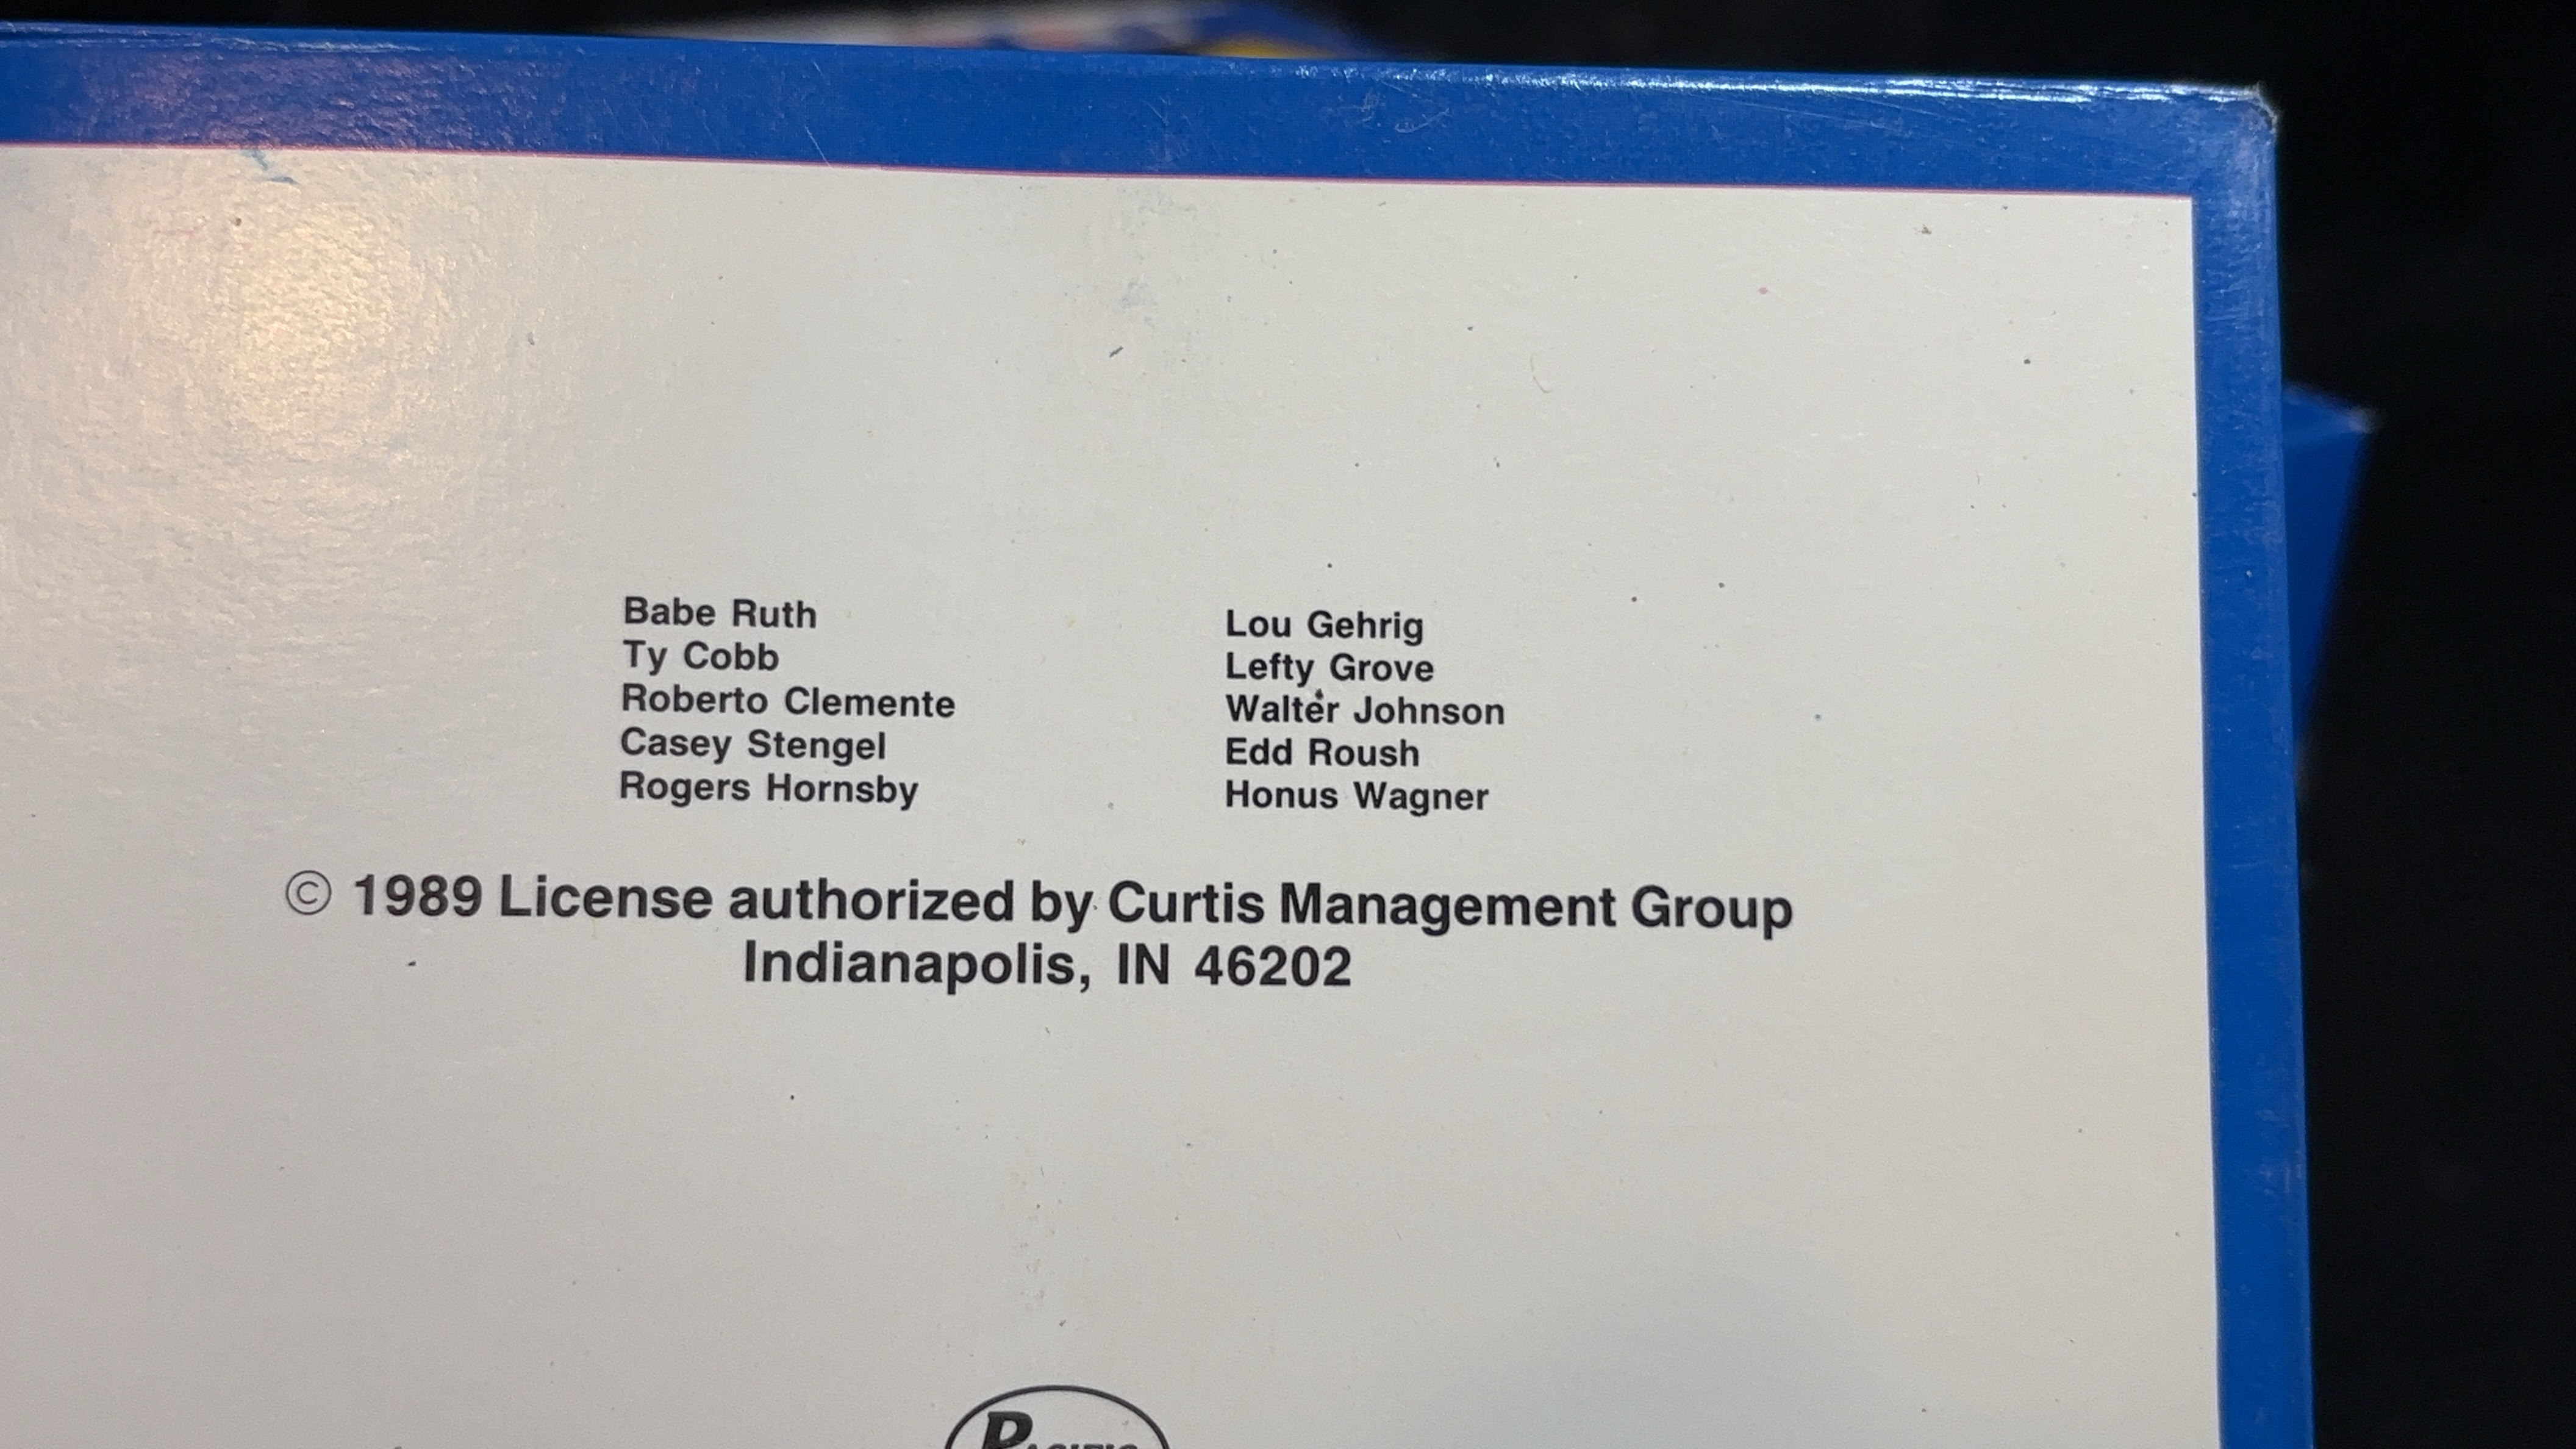 Babe Ruth
Ty Cobb
Roberto Clemente
Casey Stengel
Rogers Hornsby
Lou Gehrig
Lefty Grove
Walter Johnson
Edd Roush
Honus Wagner
© 1989 License authorized by Curtis Management Group
Indianapolis, IN 46202